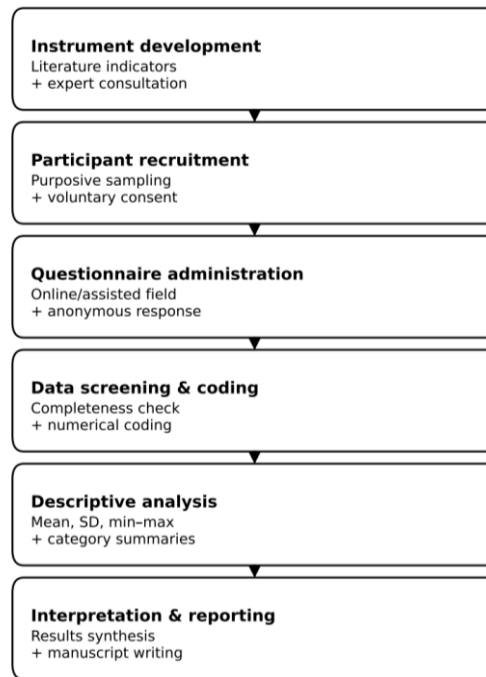 Instrument development
Literature indicators
+ expert consultation
Participant recruitment
Purposive sampling
+ voluntary consent
Questionnaire administration
Online/assisted field
+ anonymous response
Data screening & coding
Completeness check
+ numerical coding
Descriptive analysis
Mean, SD, min–max
+ category summaries
Interpretation & reporting
Results synthesis
+ manuscript writing